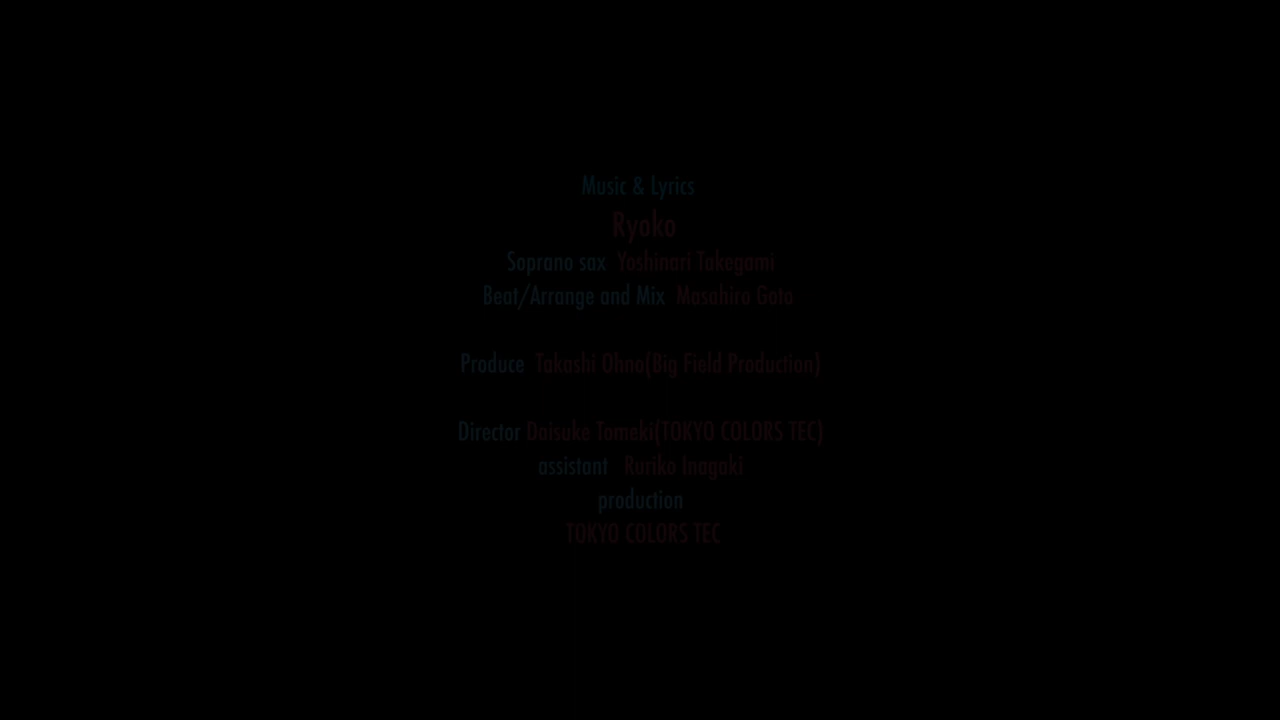 Music & Lyrics
Ryoko
Soprano sax Yoshinari Takegami
Beat/Arrange and Mix Masahiro Goto
Produce Takashi Ohno(Big Field Production)
Director Daisuke Tomeki(TOKYO COLORS TEC)
assistant Ruriko Inagaki
production
TOKYO COLORS TEC